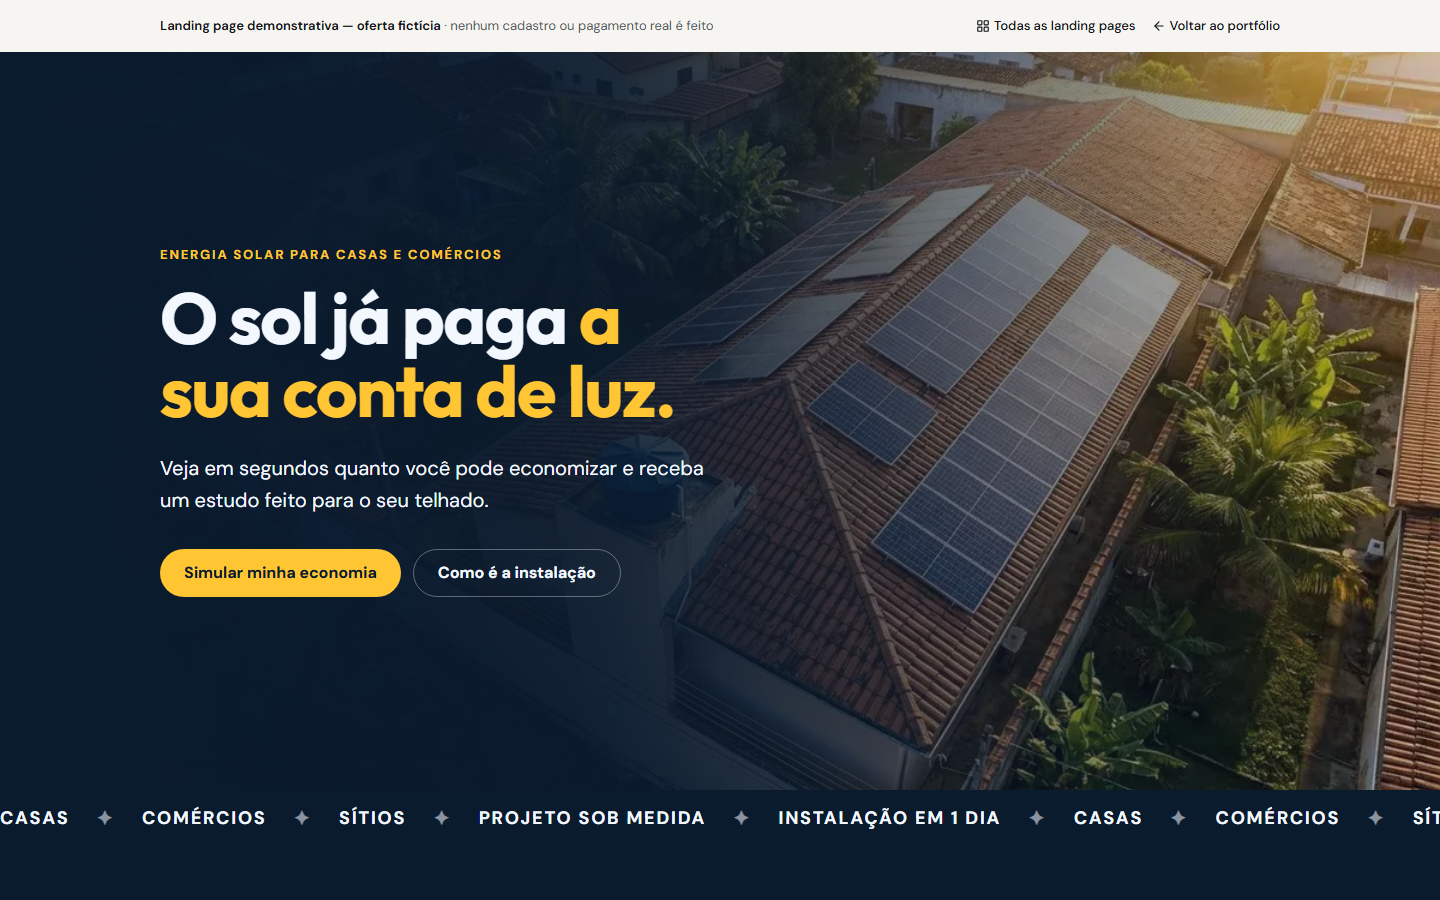 Landing page demonstrativa — oferta fictícia · nenhum cadastro ou pagamento real é feito
Todas as landing pages
Voltar ao portfólio
ENERGIA SOLAR PARA CASAS E COMÉRCIOS
O sol já paga a
sua conta de luz.
Veja em segundos quanto você pode economizar e receba
um estudo feito para o seu telhado.
Simular minha economia
Como é a instalação
CASAS ✦ COMÉRCIOS ✦ SÍTIOS ✦ PROJETO SOB MEDIDA ✦ INSTALAÇÃO EM 1 DIA ✦ CASAS ✦ COMÉRCIOS ✦